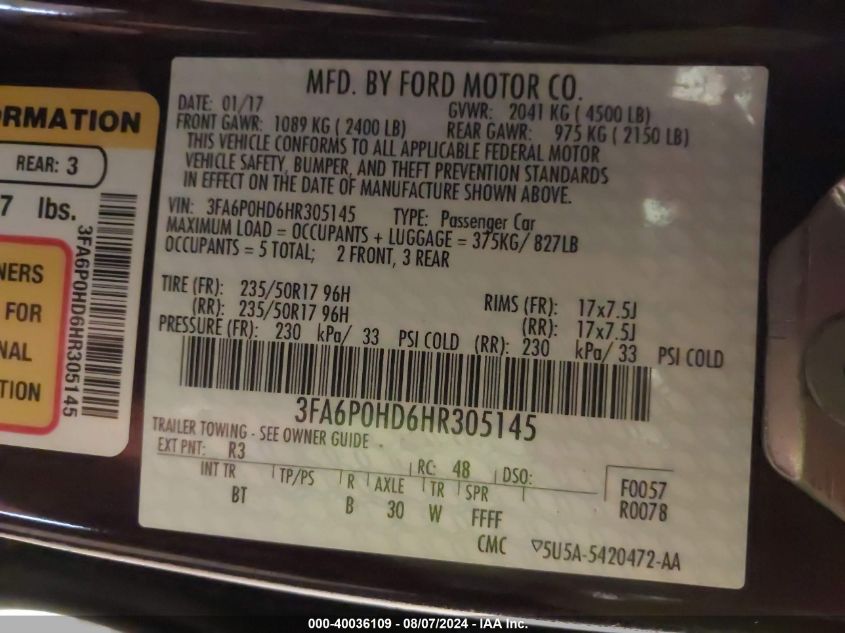 MFD. BY FORD MOTOR CO.
DATE: 01/17 GVWR: 2041 KG ( 4500 LB)
FRONT GAWR: 1089 KG ( 2400 LB) REAR GAWR: 975 KG ( 2150 LB)
THIS VEHICLE CONFORMS TO ALL APPLICABLE FEDERAL MOTOR
VEHICLE SAFETY, BUMPER, AND THEFT PREVENTION STANDARDS
IN EFFECT ON THE DATE OF MANUFACTURE SHOWN ABOVE.
VIN: 3FA6P0HD6HR305145 TYPE: Passenger Car
MAXIMUM LOAD = OCCUPANTS + LUGGAGE = 375KG/ 827LB
OCCUPANTS = 5 TOTAL; 2 FRONT, 3 REAR
TIRE (FR): 235/50R17 96H RIMS (FR): 17x7.5J
(RR): 235/50R17 96H (RR): 17x7.5J
PRESSURE (FR): 230 kPa/ 33 PSI COLD (RR): 230 kPa/ 33 PSI COLD
3FA6P0HD6HR305145
TRAILER TOWING - SEE OWNER GUIDE -
EXT PNT: R3 RC: 48 DSO:
INT TR TP/PS R AXLE TR SPR F0057
BT B 30 W FFFF R0078
CMC ▽5U5A-5420472-AA
RMATION
REAR: 3
7 lbs.
3FA6P0HD6HR305145
NERS
FOR
NAL
TION
000-40036109 - 08/07/2024 - IAA Inc.